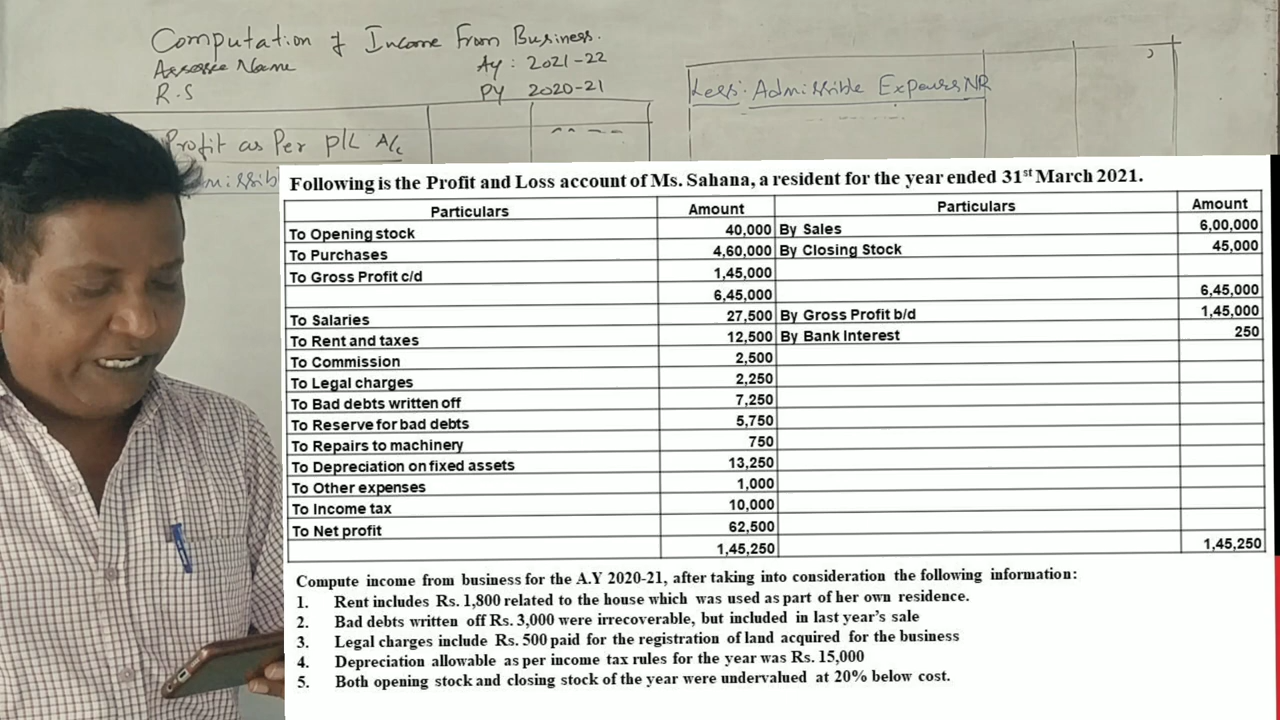 Computation of Income From Business.
Assessee Name Ay : 2021-22
R.S PY 2020-21
Less: Admissible Expenses NR
Profit as Per P/L A/c
Following is the Profit and Loss account of Ms. Sahana, a resident for the year ended 31st March 2021.
Particulars Amount Particulars Amount
To Opening stock 40,000 By Sales 6,00,000
To Purchases 4,60,000 By Closing Stock 45,000
To Gross Profit c/d 1,45,000
6,45,000 6,45,000
To Salaries 27,500 By Gross Profit b/d 1,45,000
To Rent and taxes 12,500 By Bank Interest 250
To Commission 2,500
To Legal charges 2,250
To Bad debts written off 7,250
To Reserve for bad debts 5,750
To Repairs to machinery 750
To Depreciation on fixed assets 13,250
To Other expenses 1,000
To Income tax 10,000
To Net profit 62,500
1,45,250 1,45,250
Compute income from business for the A.Y 2020-21, after taking into consideration the following information:
1. Rent includes Rs. 1,800 related to the house which was used as part of her own residence.
2. Bad debts written off Rs. 3,000 were irrecoverable, but included in last year's sale
3. Legal charges include Rs. 500 paid for the registration of land acquired for the business
4. Depreciation allowable as per income tax rules for the year was Rs. 15,000
5. Both opening stock and closing stock of the year were undervalued at 20% below cost.